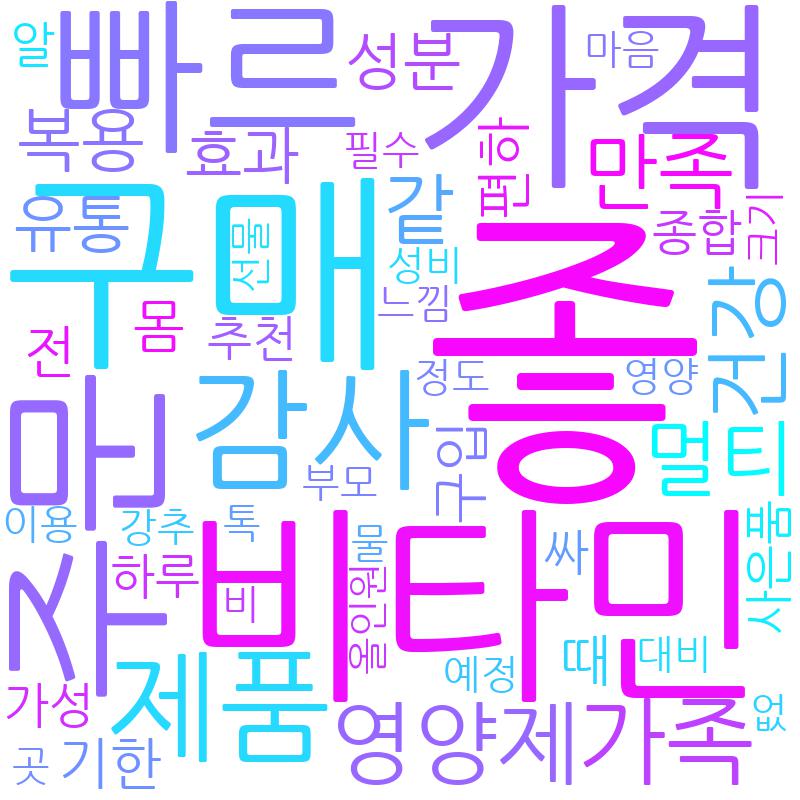 알
빠르
가격
성분
마음
복용
효과
필수
편하
만족
유통
구매
선물
같
성비
느낌
좋
종합
크기
전
몸
추천
정도
영양
건강
주문
감사
부모
구입
멀티
이용
강추
톡
물
싸
사은품
하루
비
비타민
올인원
때
대비
예정
제품
가성
영양제
가족
없
곳
기한